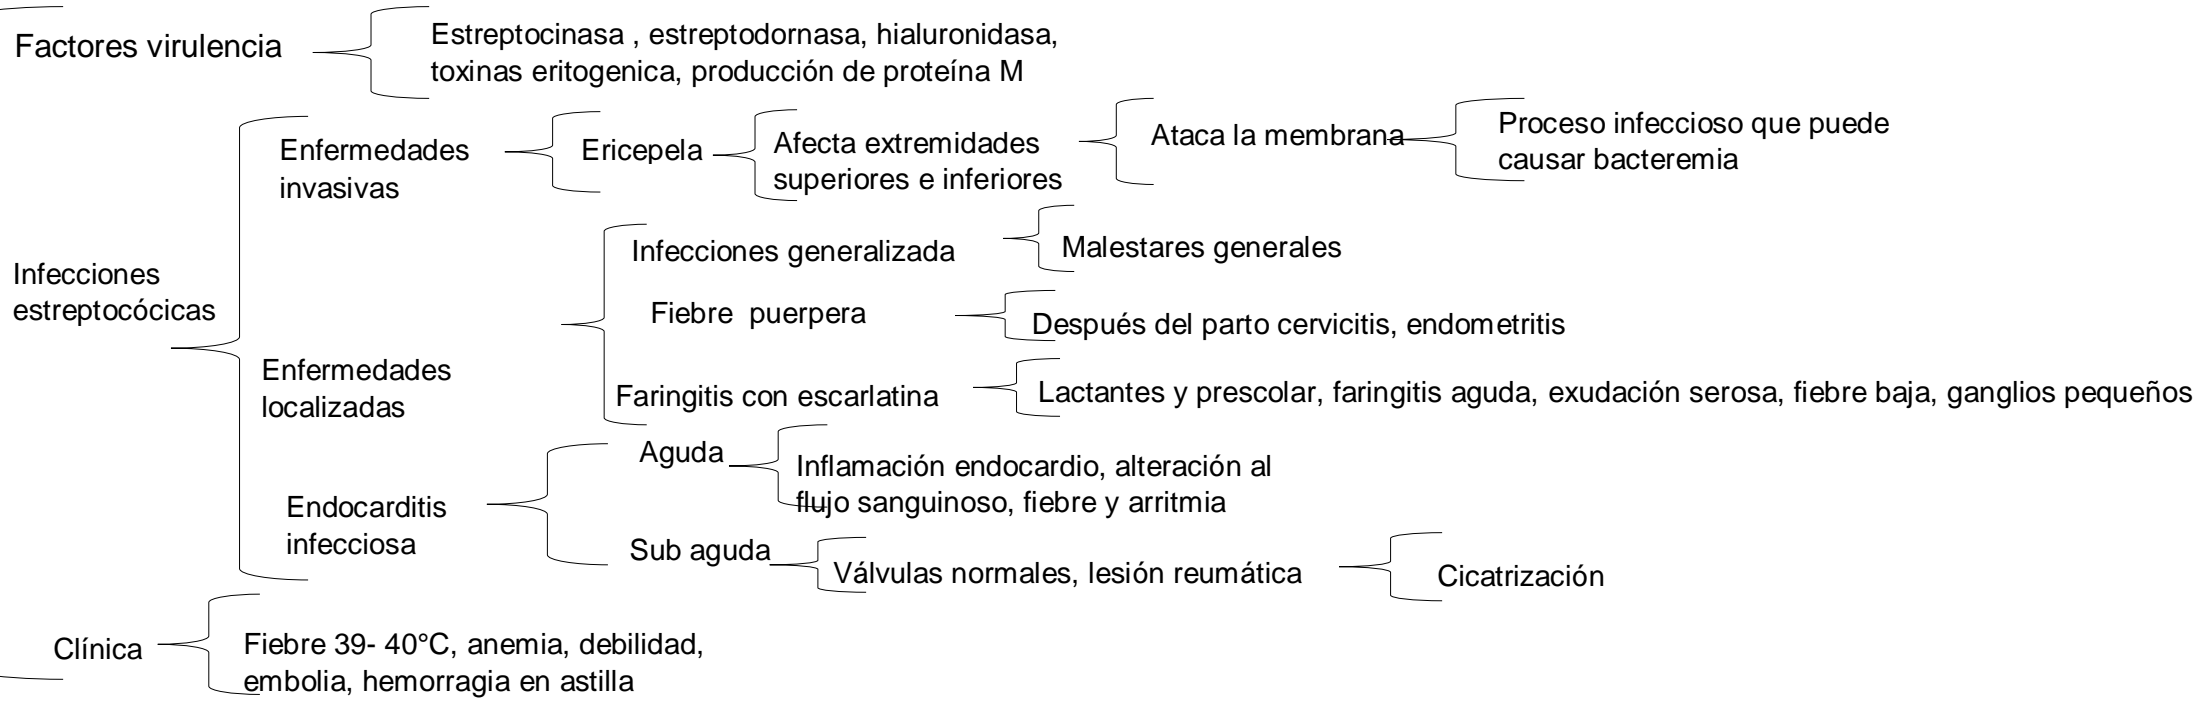 Factores virulencia
Estreptocinasa , estreptodornasa, hialuronidasa,
toxinas eritogenica, producción de proteína M
Infecciones
estreptocócicas
Enfermedades
invasivas
Ericepela
Afecta extremidades
superiores e inferiores
Ataca la membrana
Proceso infeccioso que puede
causar bacteremia
Enfermedades
localizadas
Infecciones generalizada
Malestares generales
Fiebre  puerpera
Después del parto cervicitis, endometritis
Faringitis con escarlatina
Lactantes y prescolar, faringitis aguda, exudación serosa, fiebre baja, ganglios pequeños
Endocarditis
infecciosa
Aguda
Inflamación endocardio, alteración al
flujo sanguinoso, fiebre y arritmia
Sub aguda
Válvulas normales, lesión reumática
Cicatrización
Clínica
Fiebre 39- 40°C, anemia, debilidad,
embolia, hemorragia en astilla